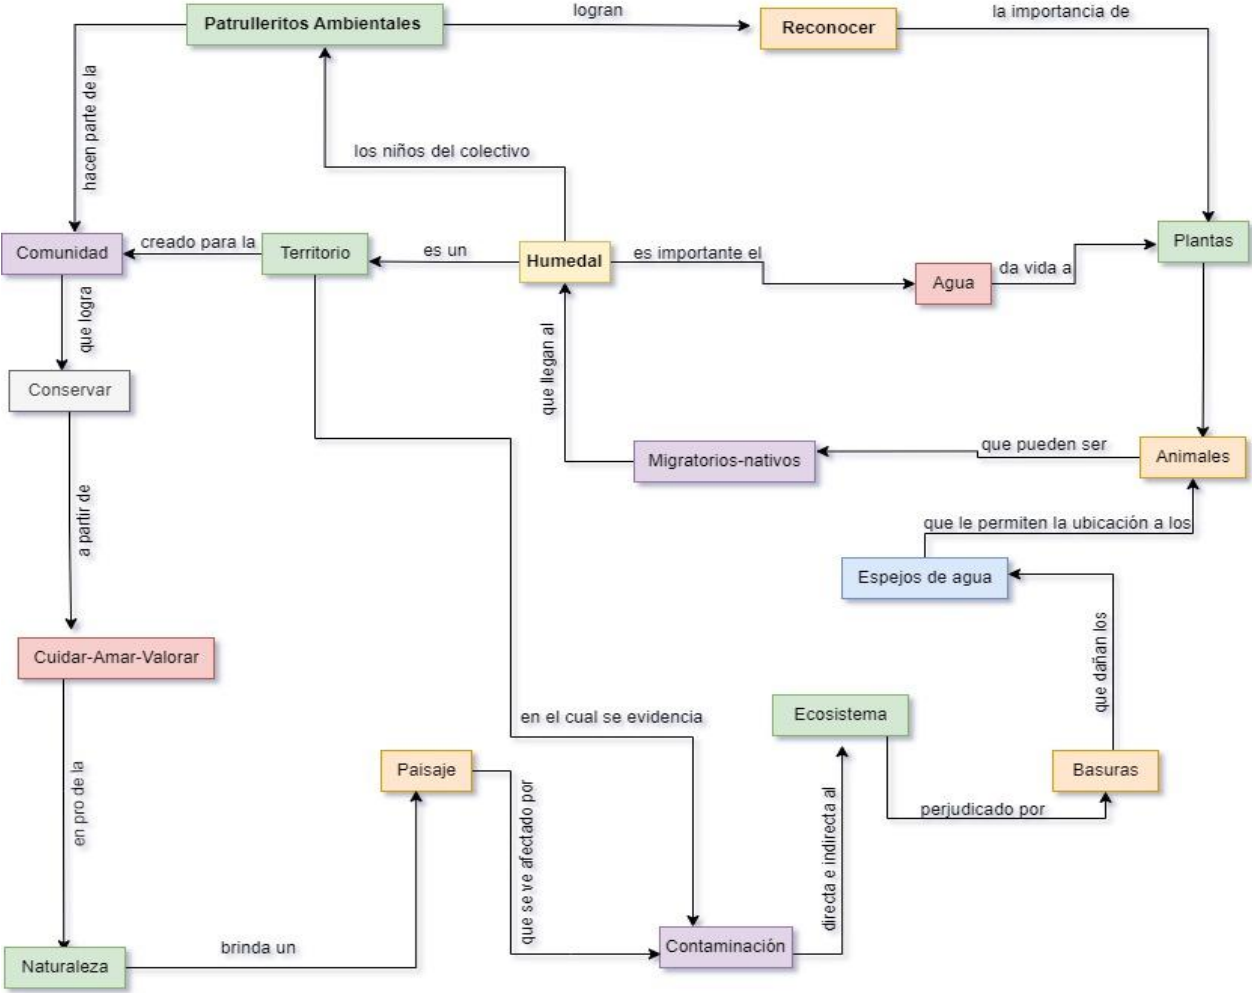 logran
la importancia de
Patrulleritos Ambientales
Reconocer
hacen parte de la
los niños del colectivo
Comunidad
creado para la
Territorio
es un
Humedal
es importante el
Agua
da vida a
Plantas
que logra
que llegan al
Conservar
Migratorios-nativos
que pueden ser
Animales
a partir de
que le permiten la ubicación a los
Espejos de agua
Cuidar-Amar-Valorar
que dañan los
en el cual se evidencia
Ecosistema
en pro de la
Paisaje
Basuras
que se ve afectado por
directa e indirecta al
perjudicado por
brinda un
Contaminación
Naturaleza